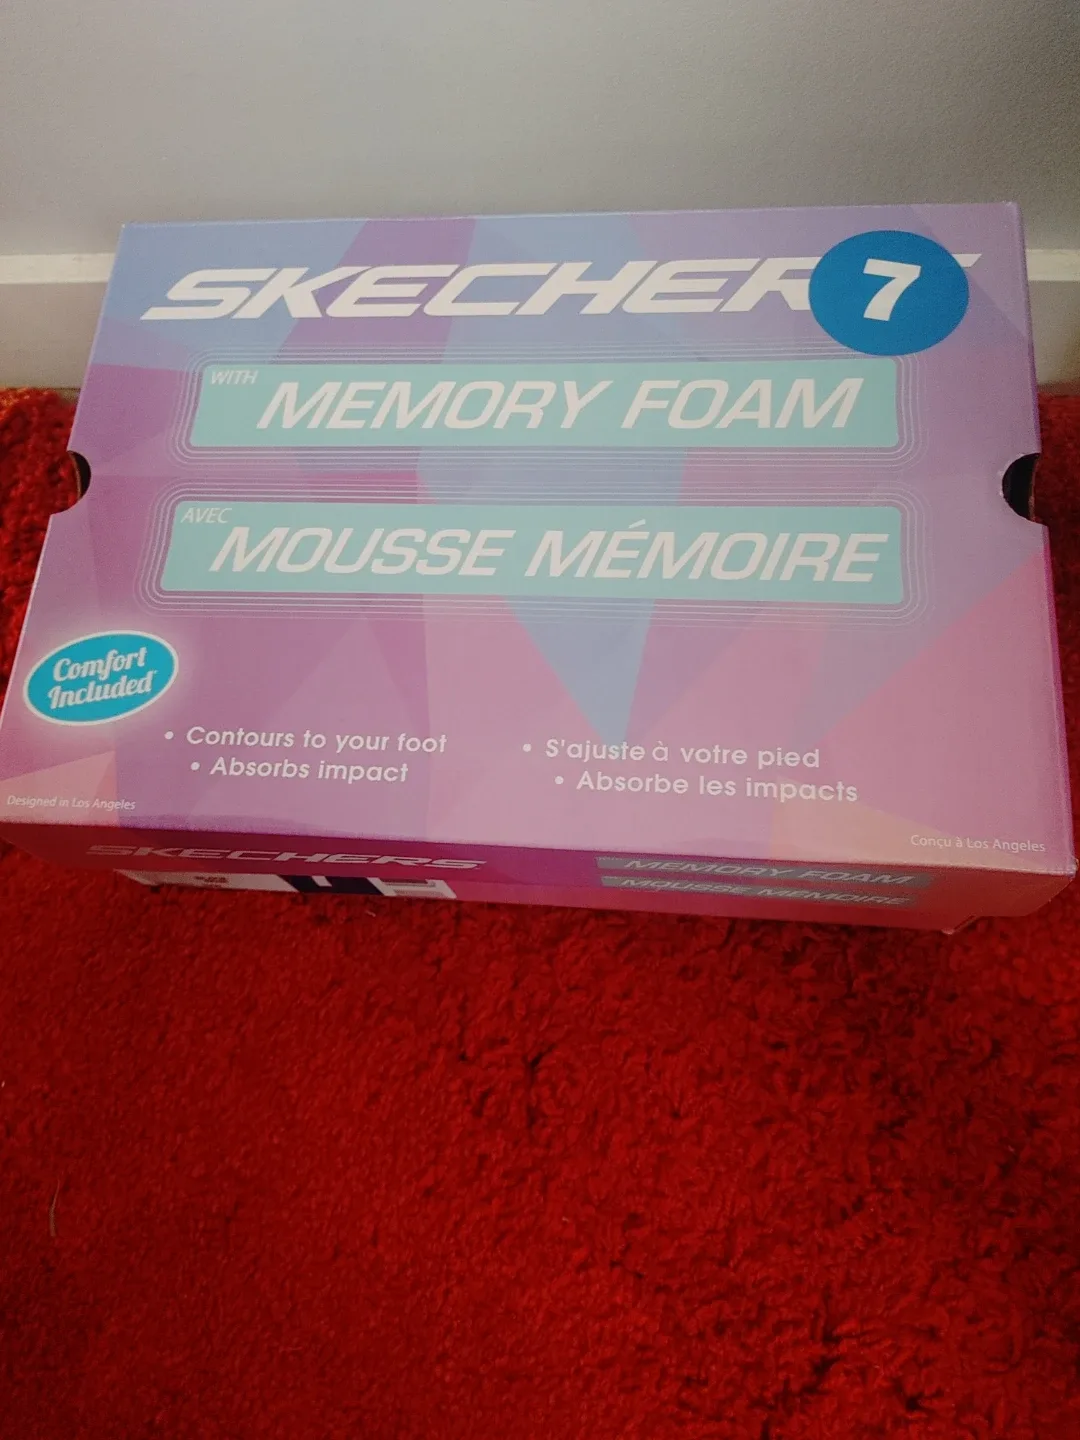 SKECHERS
7
WITH
MEMORY FOAM
AVEC
MOUSSE MÉMOIRE
Comfort
Included
• Contours to your foot
• Absorbs impact
• S'ajuste à votre pied
• Absorbe les impacts
Designed in Los Angeles
Conçu à Los Angeles
SKECHERS
MEMORY FOAM
MOUSSE MÉMOIRE